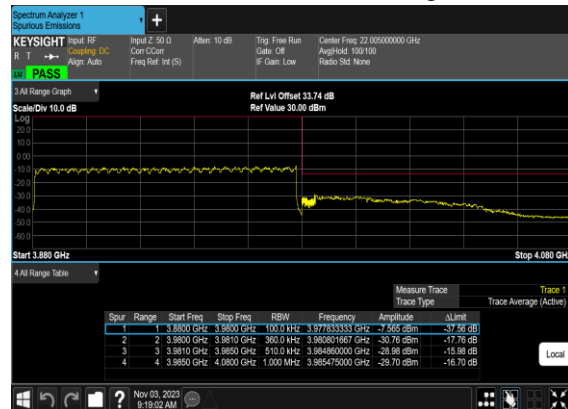 Spectrum Analyzer 1
Spurious Emissions
+
KEYSIGHT Input: RF Input Z: 50 Ω Atten: 10 dB Trig: Free Run Center Freq: 22.005000000 GHz
R T Coupling: DC Corr CCorr Gate: Off Avg|Hold: 100/100
Align: Auto Freq Ref: Int (S) IF Gain: Low Radio Std: None
PASS
3 All Range Graph
Ref Lvl Offset 33.74 dB
Scale/Div 10.0 dB Ref Value 30.00 dBm
Log
20.0
10.0
0.00
-10.0
-20.0
-30.0
-40.0
-50.0
-60.0
Start 3.880 GHz Stop 4.080 GH
4 All Range Table
Measure Trace Trace 1
Trace Type Trace Average (Active)
Spur Range Start Freq Stop Freq RBW Frequency Amplitude ΔLimit
1 1 3.8800 GHz 3.9800 GHz 100.0 kHz 3.977833333 GHz -7.565 dBm -37.56 dB
2 2 3.9800 GHz 3.9810 GHz 360.0 kHz 3.980801667 GHz -30.76 dBm -17.76 dB
3 3 3.9810 GHz 3.9850 GHz 510.0 kHz 3.984860000 GHz -28.98 dBm -15.98 dB
4 4 3.9850 GHz 4.0800 GHz 1.000 MHz 3.985475000 GHz -29.70 dBm -16.70 dB
Local
? Nov 03, 2023
9:19:02 AM